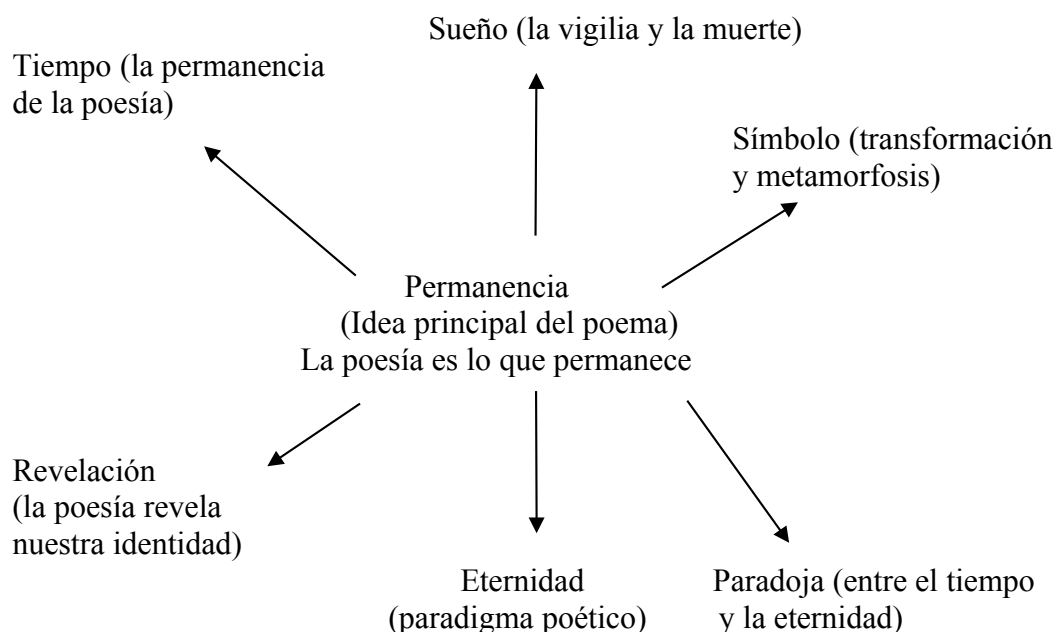 Sueño (la vigilia y la muerte)
Tiempo (la permanencia
de la poesía)
Símbolo (transformación
y metamorfosis)
Permanencia
(Idea principal del poema)
La poesía es lo que permanece
Revelación
(la poesía revela
nuestra identidad)
Eternidad
(paradigma poético)
Paradoja (entre el tiempo
y la eternidad)